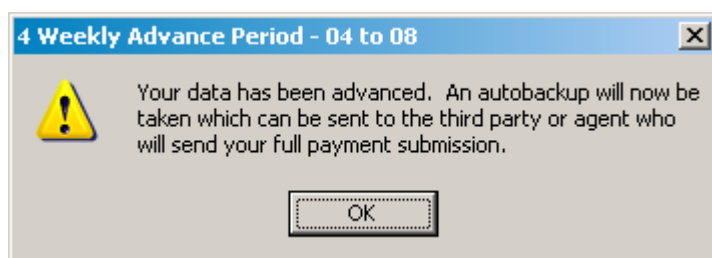 4 Weekly Advance Period - 04 to 08
Your data has been advanced.  An autobackup will now be
taken which can be sent to the third party or agent who
will send your full payment submission.
OK